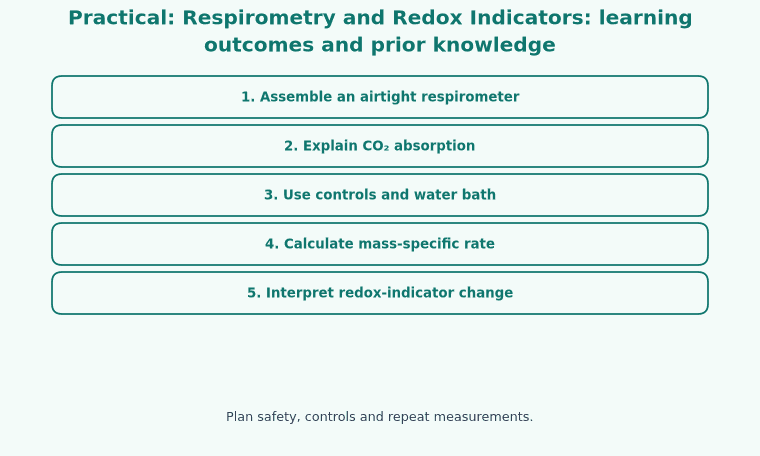 Practical: Respirometry and Redox Indicators: learning
outcomes and prior knowledge
1. Assemble an airtight respirometer
2. Explain CO₂ absorption
3. Use controls and water bath
4. Calculate mass-specific rate
5. Interpret redox-indicator change
Plan safety, controls and repeat measurements.